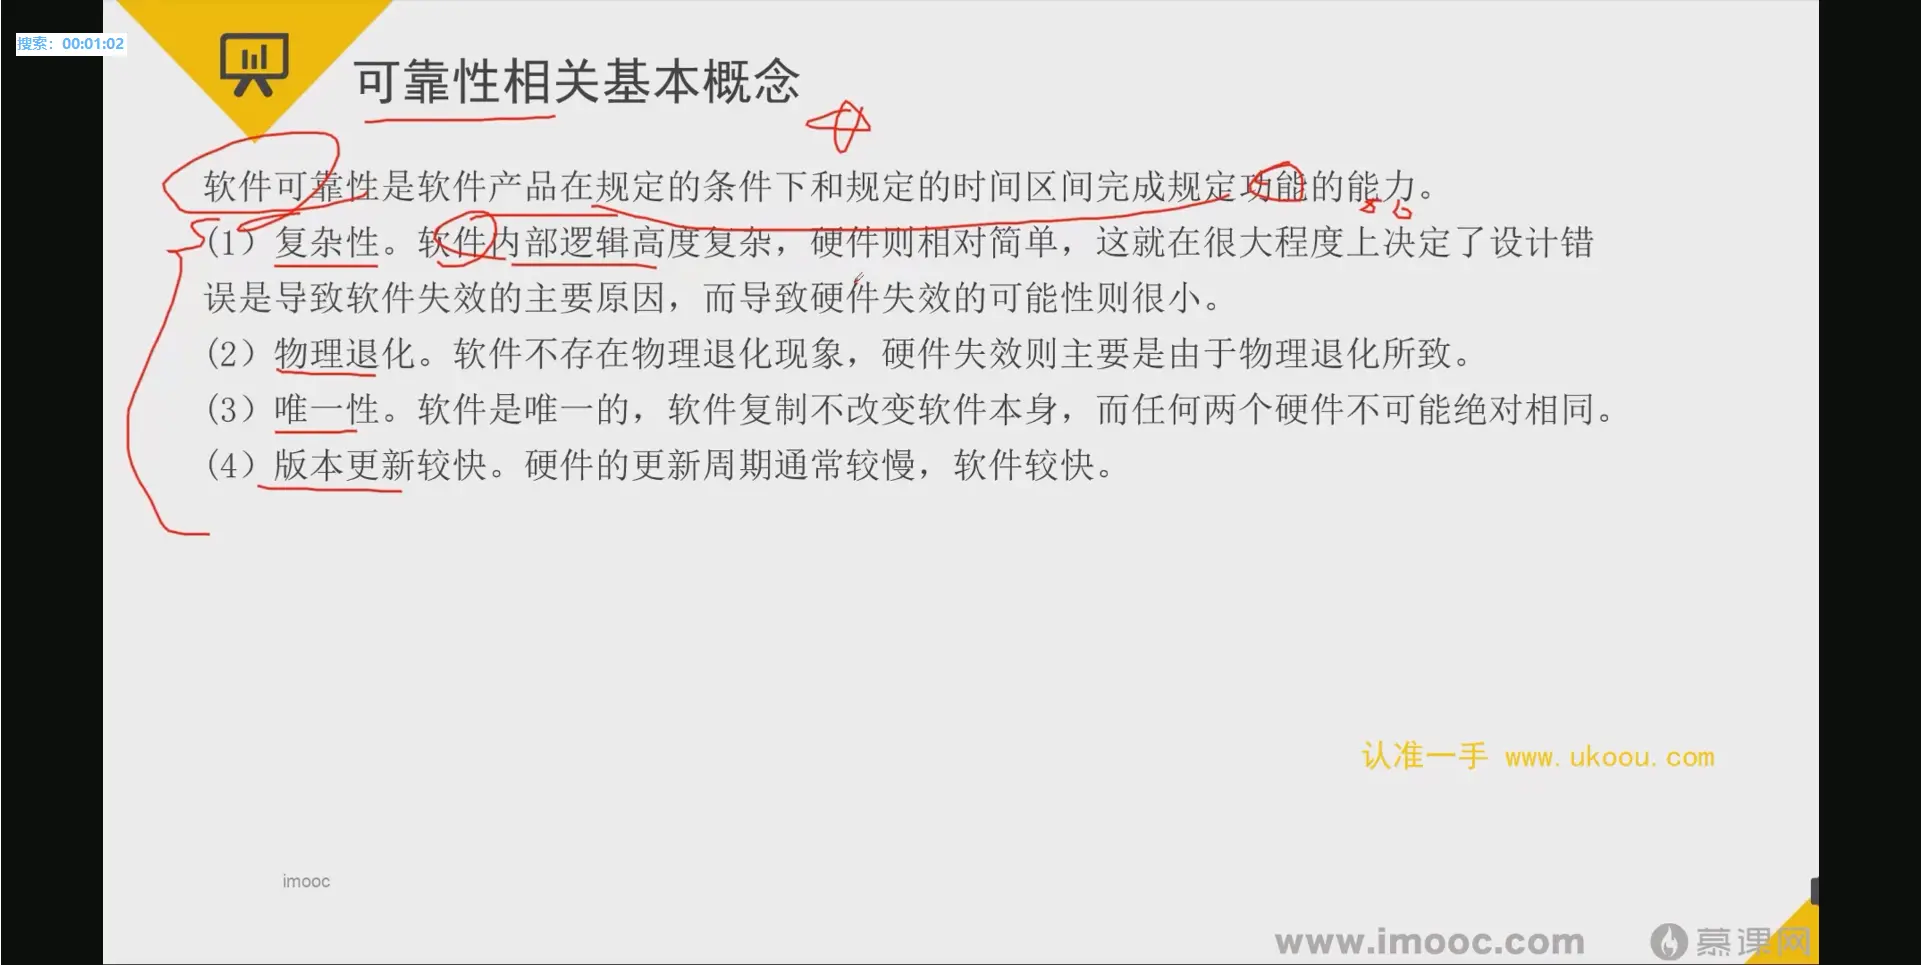 搜索：00:01:02
可靠性相关基本概念
软件可靠性是软件产品在规定的条件下和规定的时间区间完成规定功能的能力。
(1) 复杂性。软件内部逻辑高度复杂，硬件则相对简单，这就在很大程度上决定了设计错
误是导致软件失效的主要原因，而导致硬件失效的可能性则很小。
(2) 物理退化。软件不存在物理退化现象，硬件失效则主要是由于物理退化所致。
(3) 唯一性。软件是唯一的，软件复制不改变软件本身，而任何两个硬件不可能绝对相同。
(4) 版本更新较快。硬件的更新周期通常较慢，软件较快。
认准一手 www.ukoou.com
imooc
www.imooc.com 慕课网